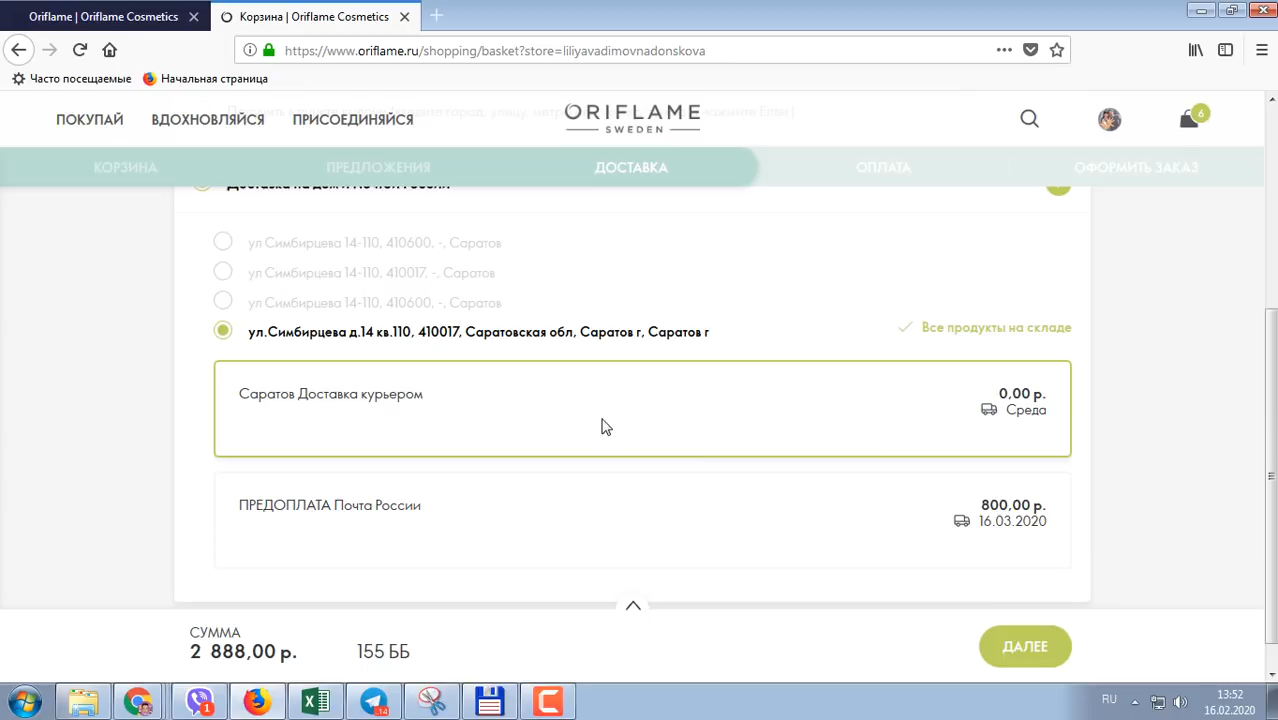 Oriflame | Oriflame Cosmetics
Корзина | Oriflame Cosmetics
https://www.oriflame.ru/shopping/basket?store=liliyavadimovnadonskova
Часто посещаемые
Начальная страница
ПОКУПАЙ
ВДОХНОВЛЯЙСЯ
ПРИСОЕДИНЯЙСЯ
ORIFLAME
SWEDEN
6
КОРЗИНА
ПРЕДЛОЖЕНИЯ
ДОСТАВКА
ОПЛАТА
ОФОРМИТЬ ЗАКАЗ
ул Симбирцева 14-110, 410600, -, Саратов
ул Симбирцева 14-110, 410017, -, Саратов
ул Симбирцева 14-110, 410600, -, Саратов
ул.Симбирцева д.14 кв.110, 410017, Саратовская обл, Саратов г, Саратов г
Все продукты на складе
Саратов Доставка курьером
0,00 р.
Среда
ПРЕДОПЛАТА Почта России
800,00 р.
16.03.2020
СУММА
2 888,00 р.
155 ББ
ДАЛЕЕ
1
14
RU
13:52
16.02.2020